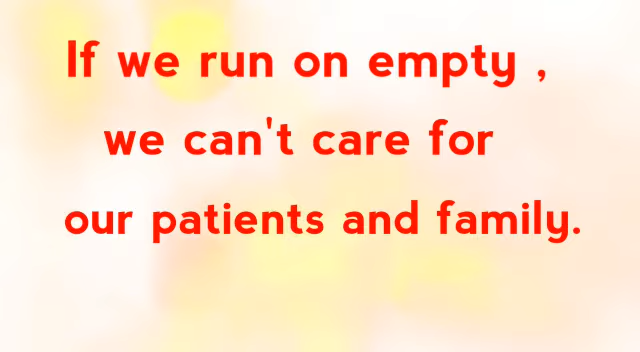 If we run on empty ,
we can't care for
our patients and family.